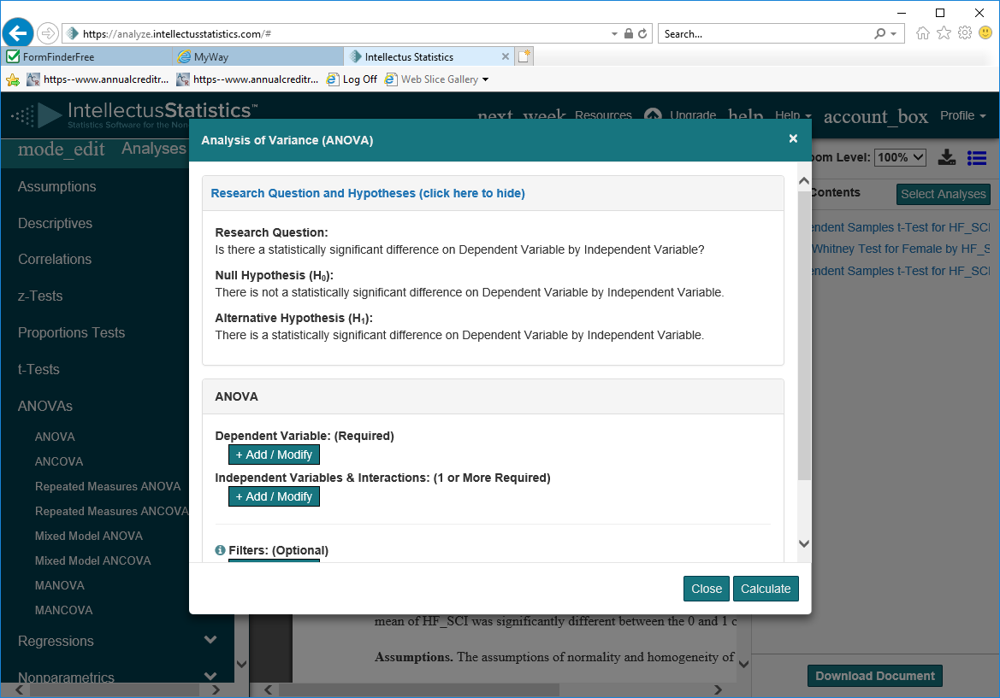 https://analyze.intellectusstatistics.com/#
Search...
FormFinderFree
MyWay
Intellectus Statistics
https--www.annualcreditr...
https--www.annualcreditr...
Log Off
Web Slice Gallery
IntellectusStatistics™
Statistics Software for the Non
next_week
Resources
Upgrade
help
Help
account_box
Profile
mode_edit
Analyses
Assumptions
Descriptives
Correlations
z-Tests
Proportions Tests
t-Tests
ANOVAs
ANOVA
ANCOVA
Repeated Measures ANOVA
Repeated Measures ANCOVA
Mixed Model ANOVA
Mixed Model ANCOVA
MANOVA
MANCOVA
Regressions
Nonparametrics
Analysis of Variance (ANOVA)
×
Research Question and Hypotheses (click here to hide)
Research Question:
Is there a statistically significant difference on Dependent Variable by Independent Variable?
Null Hypothesis (H0):
There is not a statistically significant difference on Dependent Variable by Independent Variable.
Alternative Hypothesis (H1):
There is a statistically significant difference on Dependent Variable by Independent Variable.
ANOVA
Dependent Variable: (Required)
+ Add / Modify
Independent Variables & Interactions: (1 or More Required)
+ Add / Modify
Filters: (Optional)
Close
Calculate
oom Level:
100%
Contents
Select Analyses
endent Samples t-Test for HF_SCI
Whitney Test for Female by HF_S
endent Samples t-Test for HF_SCI
mean of HF_SCI was significantly different between the 0 and 1 c
Assumptions. The assumptions of normality and homogeneity of
Download Document